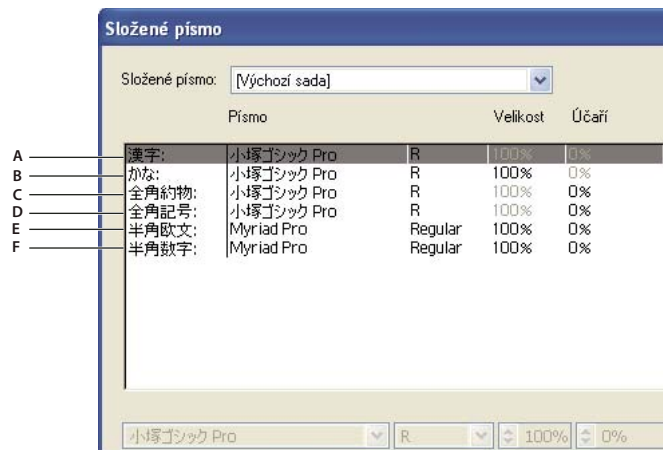 Složené písmo
Složené písmo: [Výchozí sada]
Písmo Velikost Účaří
A 漢字: 小塚ゴシック Pro R 100% 0%
B かな: 小塚ゴシック Pro R 100% 0%
C 全角約物: 小塚ゴシック Pro R 100% 0%
D 全角記号: 小塚ゴシック Pro R 100% 0%
E 半角欧文: Myriad Pro Regular 100% 0%
F 半角数字: Myriad Pro Regular 100% 0%
小塚ゴシック Pro R 100% 0%